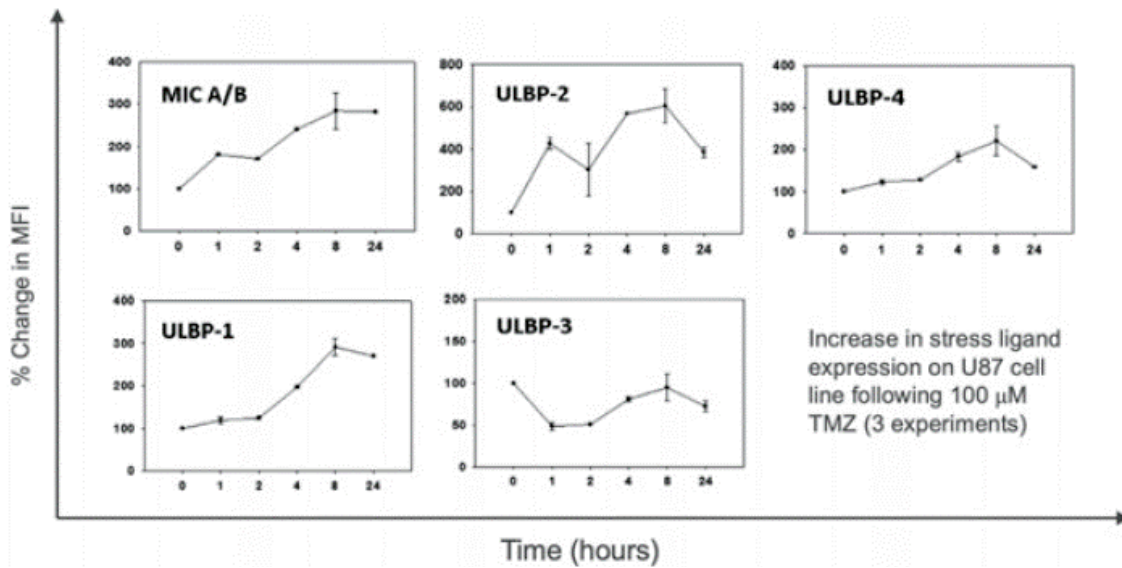 % Change in MFI
MIC A/B
400
300
200
100
0
0 1 2 4 8 24
ULBP-2
800
600
400
200
0
0 1 2 4 8 24
ULBP-4
400
300
200
100
0
0 1 2 4 8 24
ULBP-1
400
300
200
100
0
0 1 2 4 8 24
ULBP-3
200
150
100
50
0
0 1 2 4 8 24
Increase in stress ligand
expression on U87 cell
line following 100 μM
TMZ (3 experiments)
Time (hours)